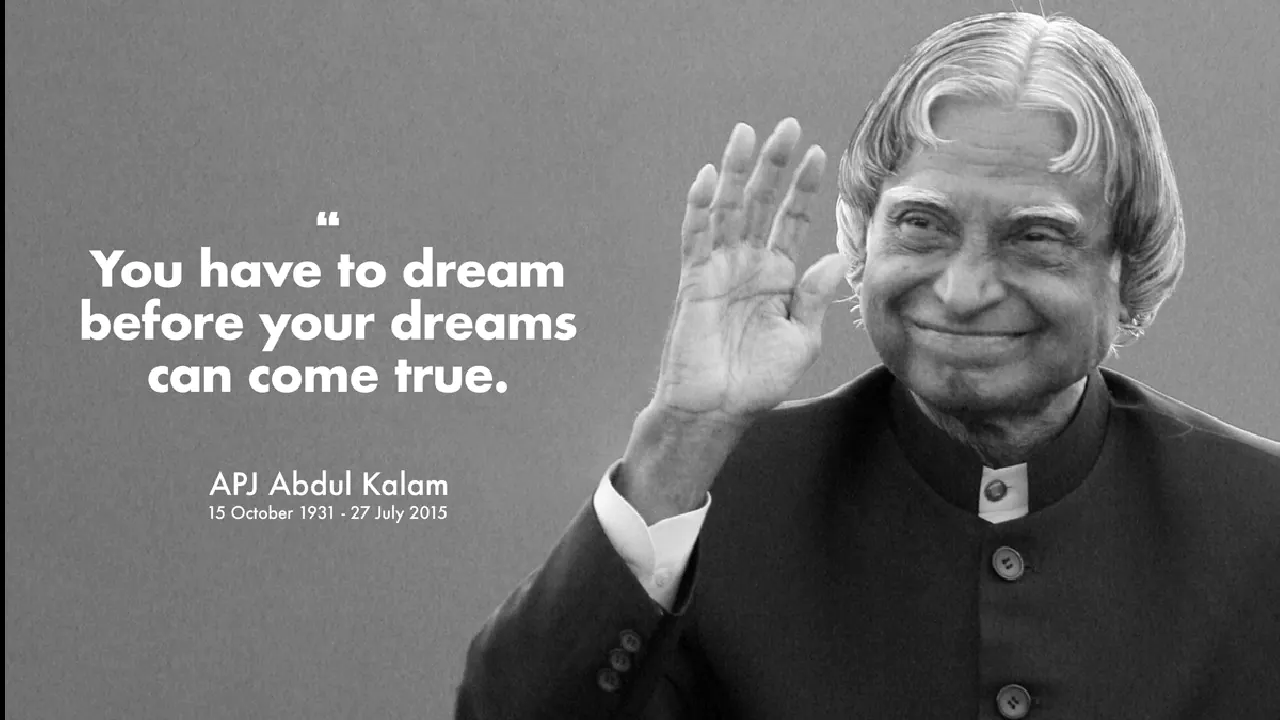 ❝
You have to dream
before your dreams
can come true.
APJ Abdul Kalam
15 October 1931 - 27 July 2015